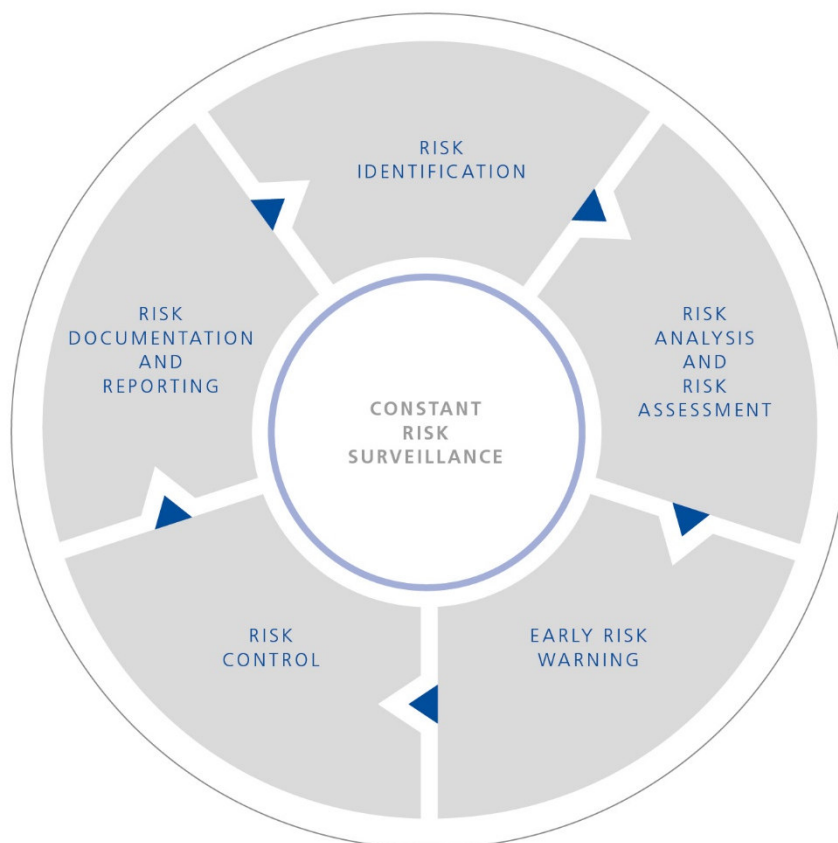 RISK
IDENTIFICATION
RISK
ANALYSIS AND
RISK
ASSESSMENT
EARLY RISK
WARNING
RISK
CONTROL
RISK
DOCUMENTATION
AND
REPORTING
CONSTANT
RISK
SURVEILLANCE